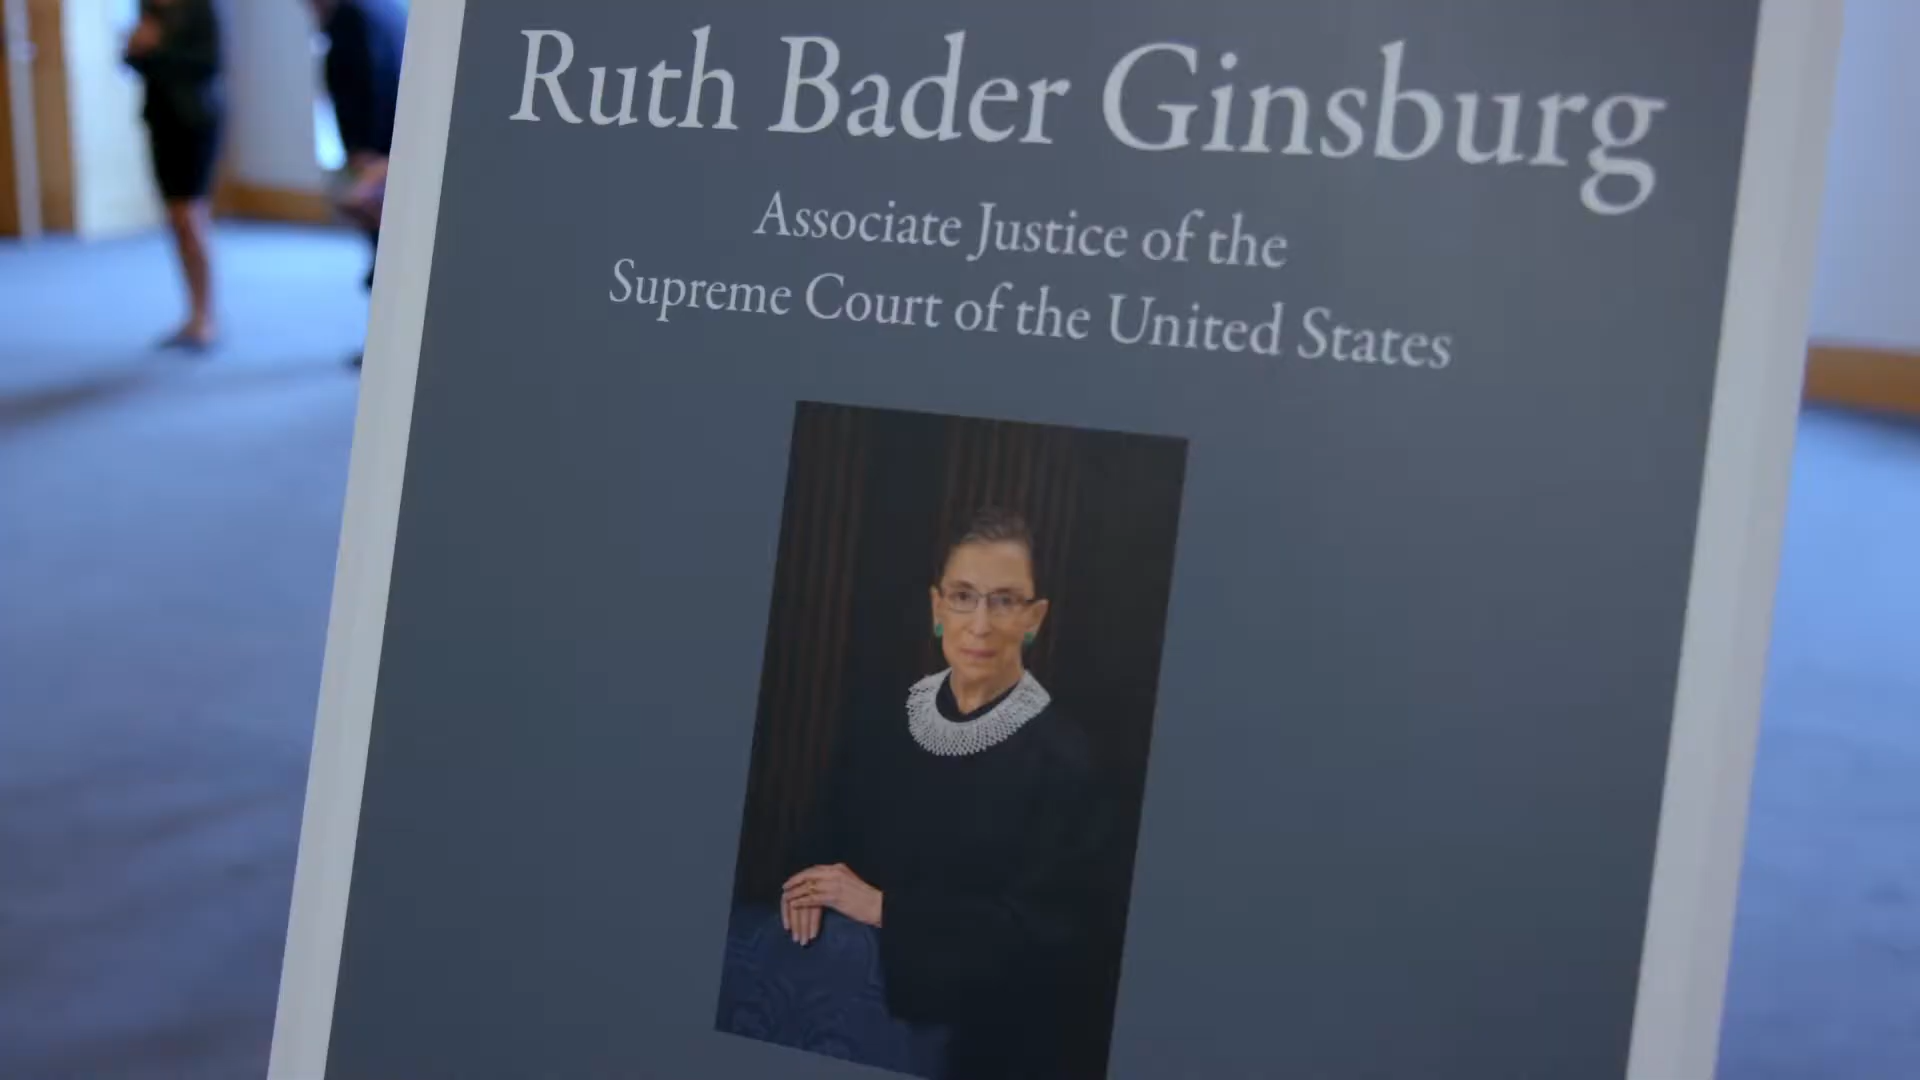 Ruth Bader Ginsburg
Associate Justice of the
Supreme Court of the United States